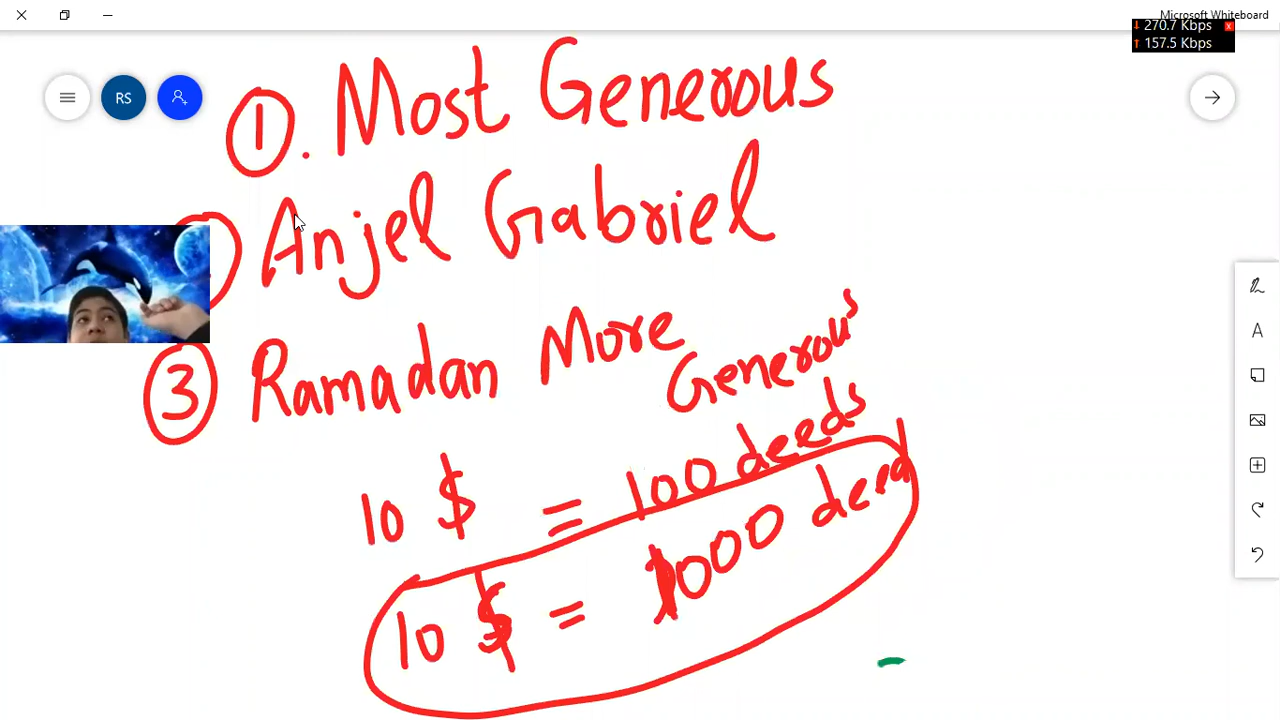 Microsoft Whiteboard
↓ 270.7 Kbps x
↑ 157.5 Kbps
RS
①. Most Generous
Anjel Gabriel
③ Ramadan More
Generous
10 $ = 100 deeds
10 $ = 1000 deed
A